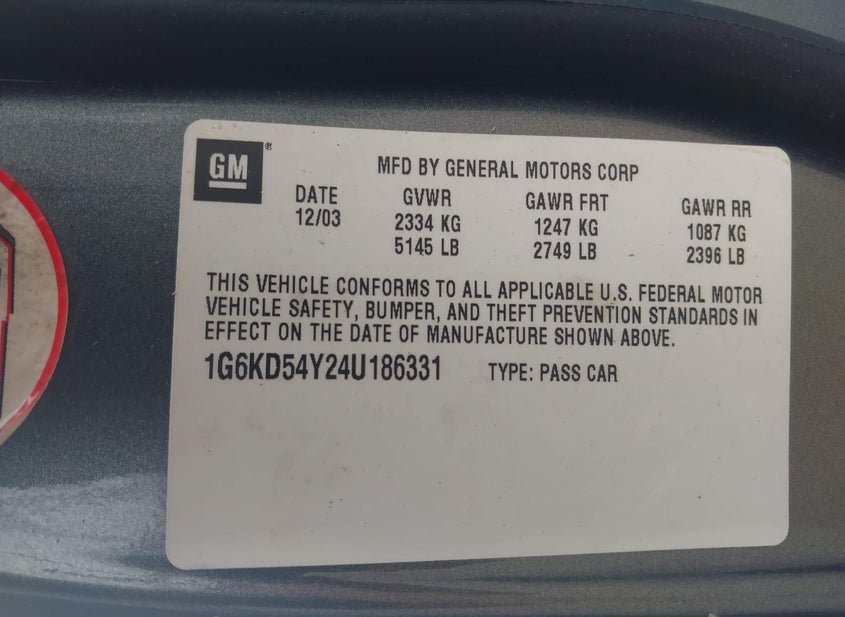 GM®
MFD BY GENERAL MOTORS CORP
DATE GVWR GAWR FRT GAWR RR
12/03 2334 KG 1247 KG 1087 KG
5145 LB 2749 LB 2396 LB
THIS VEHICLE CONFORMS TO ALL APPLICABLE U.S. FEDERAL MOTOR
VEHICLE SAFETY, BUMPER, AND THEFT PREVENTION STANDARDS IN
EFFECT ON THE DATE OF MANUFACTURE SHOWN ABOVE.
1G6KD54Y24U186331 TYPE: PASS CAR